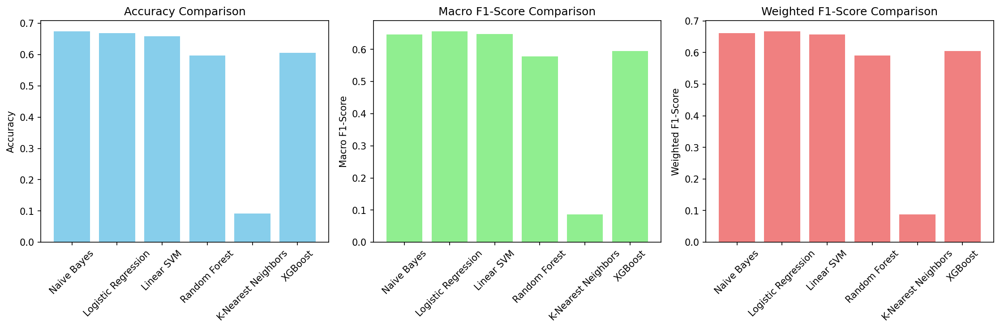 Accuracy Comparison
Accuracy
0.7
0.6
0.5
0.4
0.3
0.2
0.1
0.0
Naive Bayes
Logistic Regression
Linear SVM
Random Forest
K-Nearest Neighbors
XGBoost
Macro F1-Score Comparison
Macro F1-Score
0.6
0.5
0.4
0.3
0.2
0.1
0.0
Naive Bayes
Logistic Regression
Linear SVM
Random Forest
K-Nearest Neighbors
XGBoost
Weighted F1-Score Comparison
Weighted F1-Score
0.7
0.6
0.5
0.4
0.3
0.2
0.1
0.0
Naive Bayes
Logistic Regression
Linear SVM
Random Forest
K-Nearest Neighbors
XGBoost